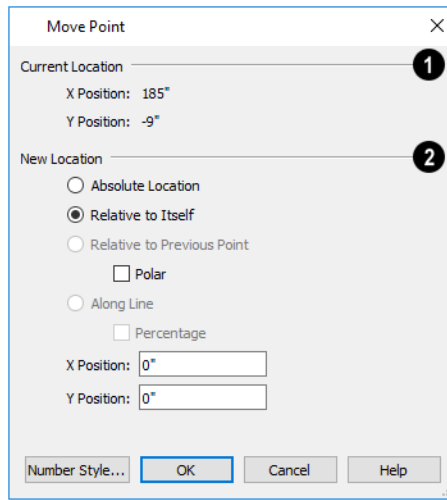 Move Point
Current Location 1
X Position: 185"
Y Position: -9"
New Location 2
Absolute Location
Relative to Itself
Relative to Previous Point
Polar
Along Line
Percentage
X Position: 0"
Y Position: 0"
Number Style... OK Cancel Help